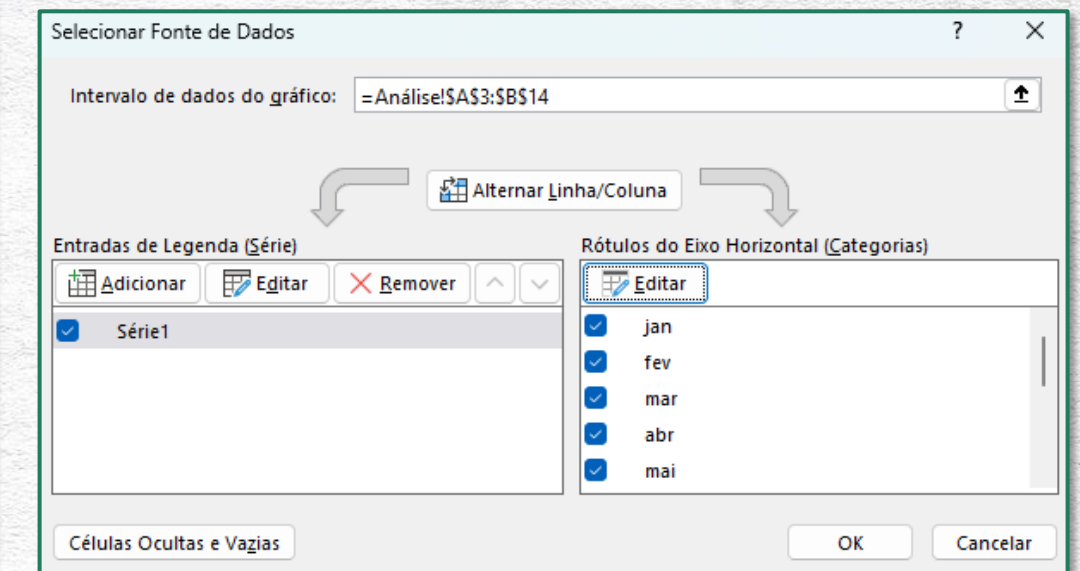 Selecionar Fonte de Dados ? ×
Intervalo de dados do gráfico: =Análise!$A$3:$B$14
Alternar Linha/Coluna
Entradas de Legenda (Série)
Adicionar Editar Remover
Série1
Rótulos do Eixo Horizontal (Categorias)
Editar
jan
fev
mar
abr
mai
Células Ocultas e Vazias
OK Cancelar